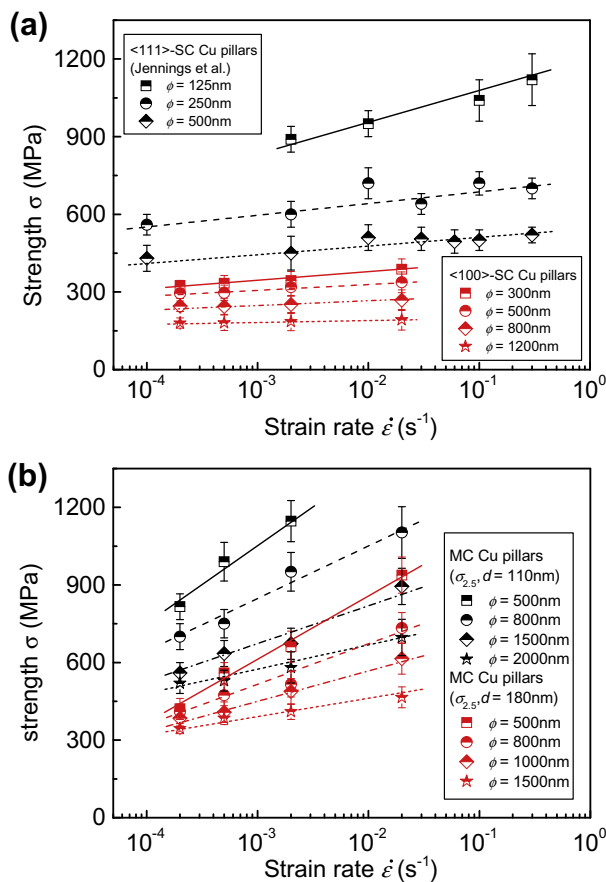 (a)
<111>-SC Cu pillars
(Jennings et al.)
ϕ = 125nm
ϕ = 250nm
ϕ = 500nm
<100>-SC Cu pillars
ϕ = 300nm
ϕ = 500nm
ϕ = 800nm
ϕ = 1200nm
Strength σ (MPa)
1200
900
600
300
0
10⁻⁴ 10⁻³ 10⁻² 10⁻¹ 10⁰
Strain rate ε̇ (s⁻¹)
(b)
MC Cu pillars
(σ₂.₅, d = 110nm)
ϕ = 500nm
ϕ = 800nm
ϕ = 1500nm
ϕ = 2000nm
MC Cu pillars
(σ₂.₅, d = 180nm)
ϕ = 500nm
ϕ = 800nm
ϕ = 1000nm
ϕ = 1500nm
strength σ (MPa)
1200
900
600
300
0
10⁻⁴ 10⁻³ 10⁻² 10⁻¹ 10⁰
Strain rate ε̇ (s⁻¹)